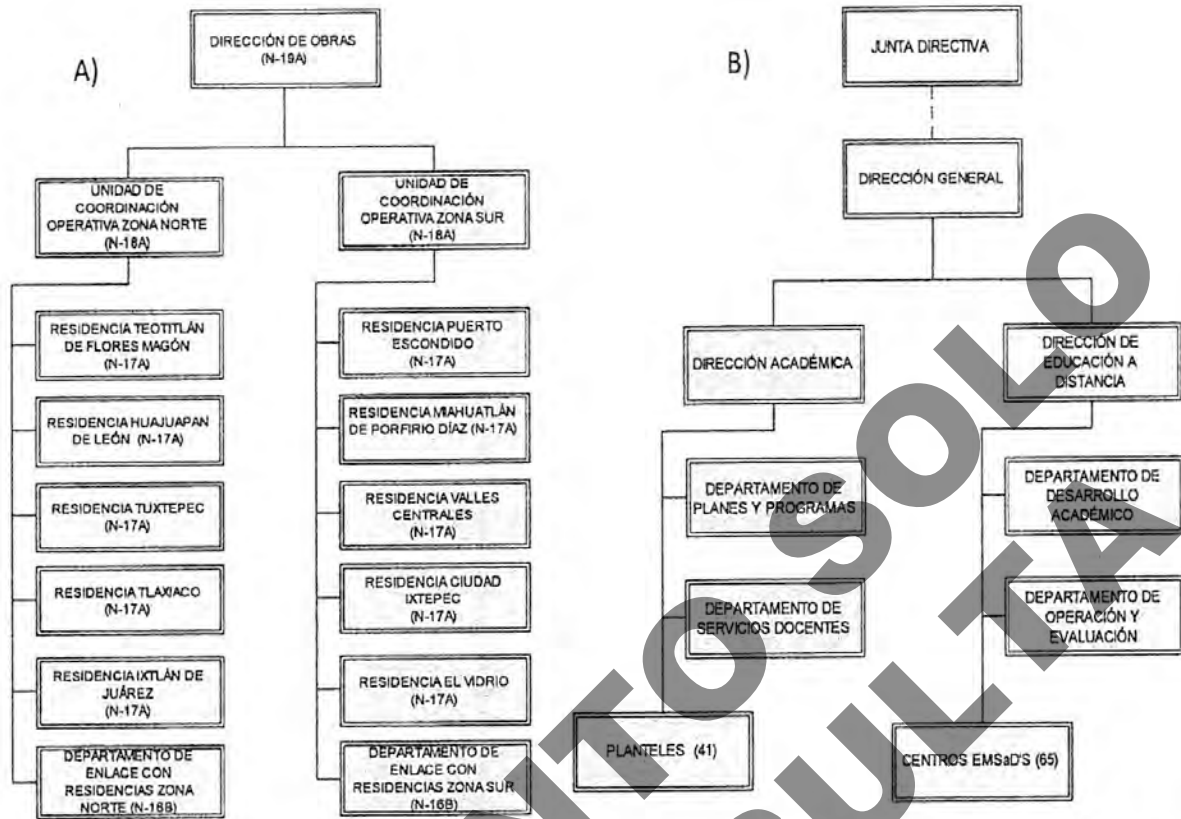 A)
DIRECCIÓN DE OBRAS
(N-19A)
UNIDAD DE
COORDINACIÓN
OPERATIVA ZONA NORTE
(N-18A)
RESIDENCIA TEOTITLÁN
DE FLORES MAGÓN
(N-17A)
RESIDENCIA HUAJUAPAN
DE LEÓN (N-17A)
RESIDENCIA TUXTEPEC
(N-17A)
RESIDENCIA TLAXIACO
(N-17A)
RESIDENCIA IXTLÁN DE
JUÁREZ
(N-17A)
DEPARTAMENTO DE
ENLACE CON
RESIDENCIAS ZONA
NORTE (N-16B)
UNIDAD DE
COORDINACIÓN
OPERATIVA ZONA SUR
(N-18A)
RESIDENCIA PUERTO
ESCONDIDO
(N-17A)
RESIDENCIA MIAHUATLÁN
DE PORFIRIO DÍAZ (N-17A)
RESIDENCIA VALLES
CENTRALES
(N-17A)
RESIDENCIA CIUDAD
IXTEPEC
(N-17A)
RESIDENCIA EL VIDRIO
(N-17A)
DEPARTAMENTO DE
ENLACE CON
RESIDENCIAS ZONA SUR
(N-16B)
B)
JUNTA DIRECTIVA
DIRECCIÓN GENERAL
DIRECCIÓN ACADÉMICA
DEPARTAMENTO DE
PLANES Y PROGRAMAS
DEPARTAMENTO DE
SERVICIOS DOCENTES
PLANTELES (41)
DIRECCIÓN DE
EDUCACIÓN A
DISTANCIA
DEPARTAMENTO DE
DESARROLLO
ACADÉMICO
DEPARTAMENTO DE
OPERACIÓN Y
EVALUACIÓN
CENTROS EMSaD'S (65)
NTO SOLO
SULTA